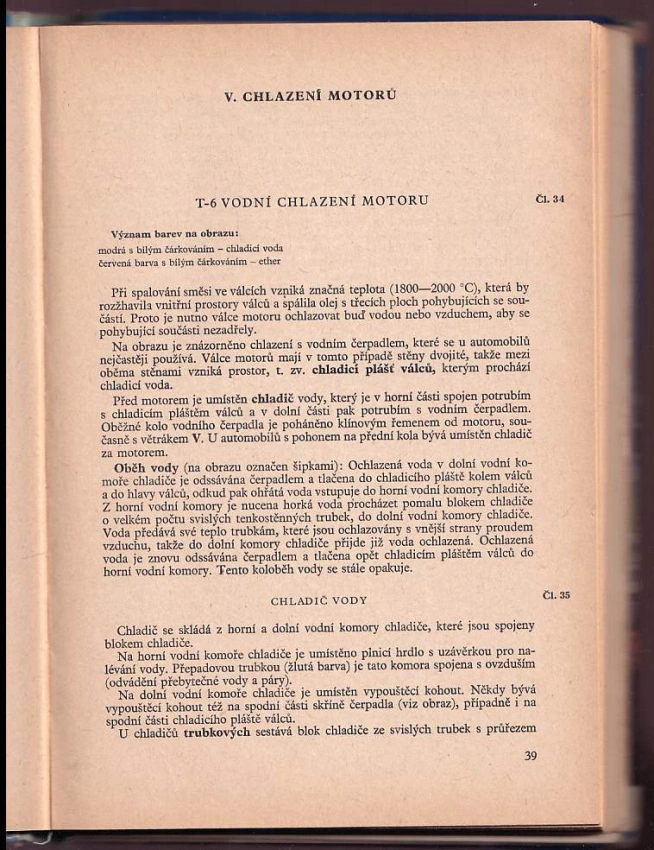 V. CHLAZENÍ MOTORŮ
T-6 VODNÍ CHLAZENÍ MOTORU
Čl. 34
Význam barev na obrazu:
modrá s bílým čárkováním – chladicí voda
červená barva s bílým čárkováním – ether
Při spalování směsi ve válcích vzniká značná teplota (1800—2000 °C), která by
rozžhavila vnitřní prostory válců a spálila olej s třecích ploch pohybujících se sou-
částí. Proto je nutno válce motoru ochlazovat buď vodou nebo vzduchem, aby se
pohybující součásti nezadřely.
Na obrazu je znázorněno chlazení s vodním čerpadlem, které se u automobilů
nejčastěji používá. Válce motorů mají v tomto případě stěny dvojité, takže mezi
oběma stěnami vzniká prostor, t. zv. chladicí plášť válců, kterým prochází
chladicí voda.
Před motorem je umístěn chladič vody, který je v horní části spojen potrubím
s chladicím pláštěm válců a v dolní části pak potrubím s vodním čerpadlem.
Oběžné kolo vodního čerpadla je poháněno klínovým řemenem od motoru, sou-
časně s větrákem V. U automobilů s pohonem na přední kola bývá umístěn chladič
za motorem.
Oběh vody (na obrazu označen šipkami): Ochlazená voda v dolní vodní ko-
moře chladiče je odssávána čerpadlem a tlačena do chladicího pláště kolem válců
a do hlavy válců, odkud pak ohřátá voda vstupuje do horní vodní komory chladiče.
Z horní vodní komory je nucena horká voda procházet pomalu blokem chladiče
o velkém počtu svislých tenkostěnných trubek, do dolní vodní komory chladiče.
Voda předává své teplo trubkám, které jsou ochlazovány s vnější strany proudem
vzduchu, takže do dolní komory chladiče přijde již voda ochlazená. Ochlazená
voda je znovu odssávána čerpadlem a tlačena opět chladicím pláštěm válců do
horní vodní komory. Tento koloběh vody se stále opakuje.
CHLADIČ VODY
Čl. 35
Chladič se skládá z horní a dolní vodní komory chladiče, které jsou spojeny
blokem chladiče.
Na horní vodní komoře chladiče je umístěno plnicí hrdlo s uzávěrkou pro na-
lévání vody. Přepadovou trubkou (žlutá barva) je tato komora spojena s ovzduším
(odvádění přebytečné vody a páry).
Na dolní vodní komoře chladiče je umístěn vypouštěcí kohout. Někdy bývá
vypouštěcí kohout též na spodní části skříně čerpadla (viz obraz), případně i na
spodní části chladicího pláště válců.
U chladičů trubkových sestává blok chladiče ze svislých trubek s průřezem
39